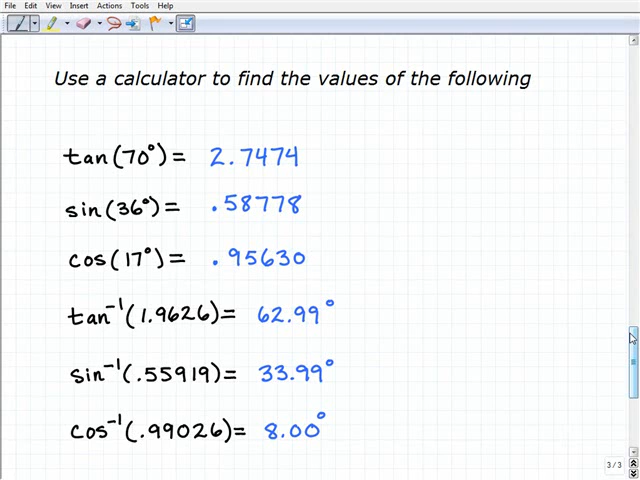 File Edit View Insert Actions Tools Help
Use a calculator to find the values of the following
tan(70°) = 2.7474
sin(36°) = .58778
cos(17°) = .95630
tan⁻¹(1.9626) = 62.99°
sin⁻¹(.55919) = 33.99°
cos⁻¹(.99026) = 8.00°
3/3